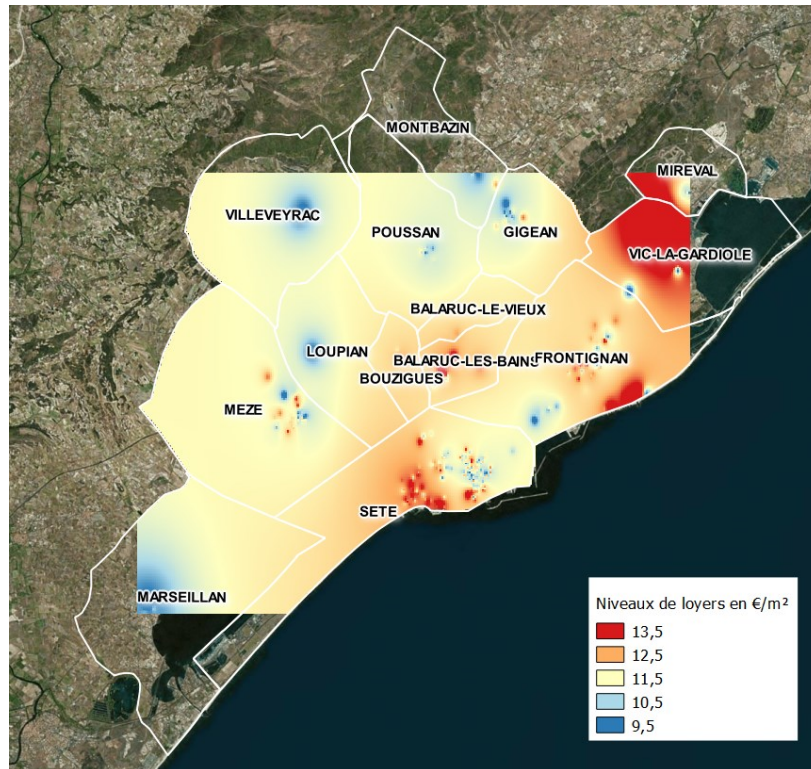 MONTBAZIN
MIREVAL
VILLEVEYRAC
POUSSAN
GIGEAN
VIC-LA-GARDIOLE
BALARUC-LE-VIEUX
LOUPIAN
BALARUC-LES-BAINS
FRONTIGNAN
BOUZIGUES
MEZE
SETE
MARSEILLAN
Niveaux de loyers en €/m²
13,5
12,5
11,5
10,5
9,5